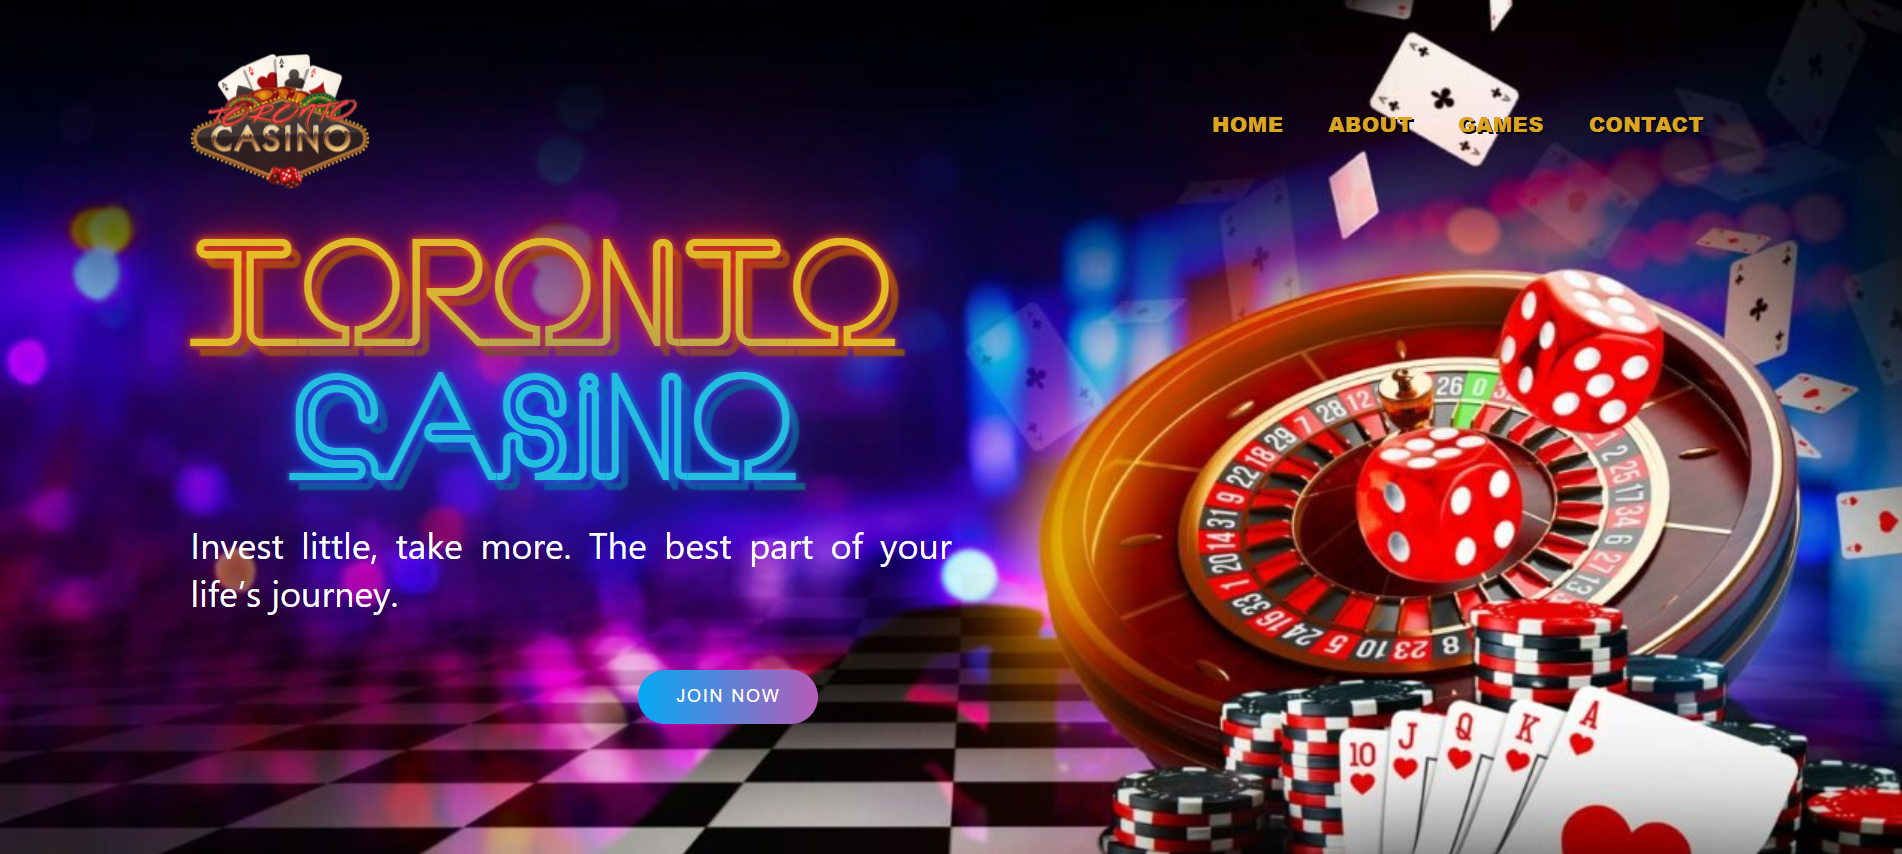 TORONTO
CASINO
HOME ABOUT GAMES CONTACT
TORONTO
CASINO
Invest little, take more. The best part of your
life’s journey.
JOIN NOW
7 28 12 26 0
22 18 29
9
31
14
20
1
33
16
24
5
10
23
8
2
25
17
34
6
27
13
10 J Q K A